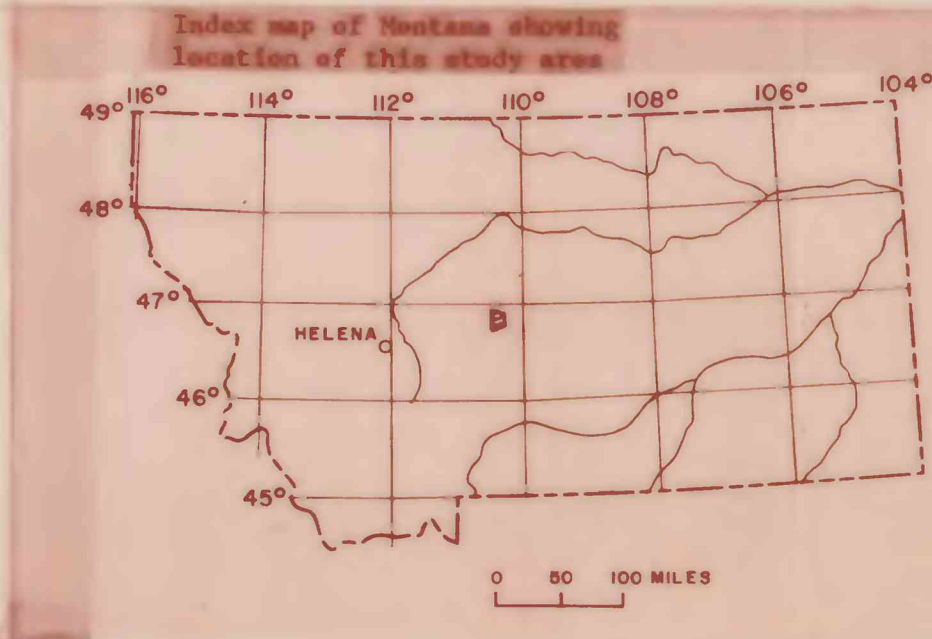 Index map of Montana showing
location of this study area
116° 114° 112° 110° 108° 106° 104°
49°
48°
47°
HELENA
46°
45°
0 50 100 MILES